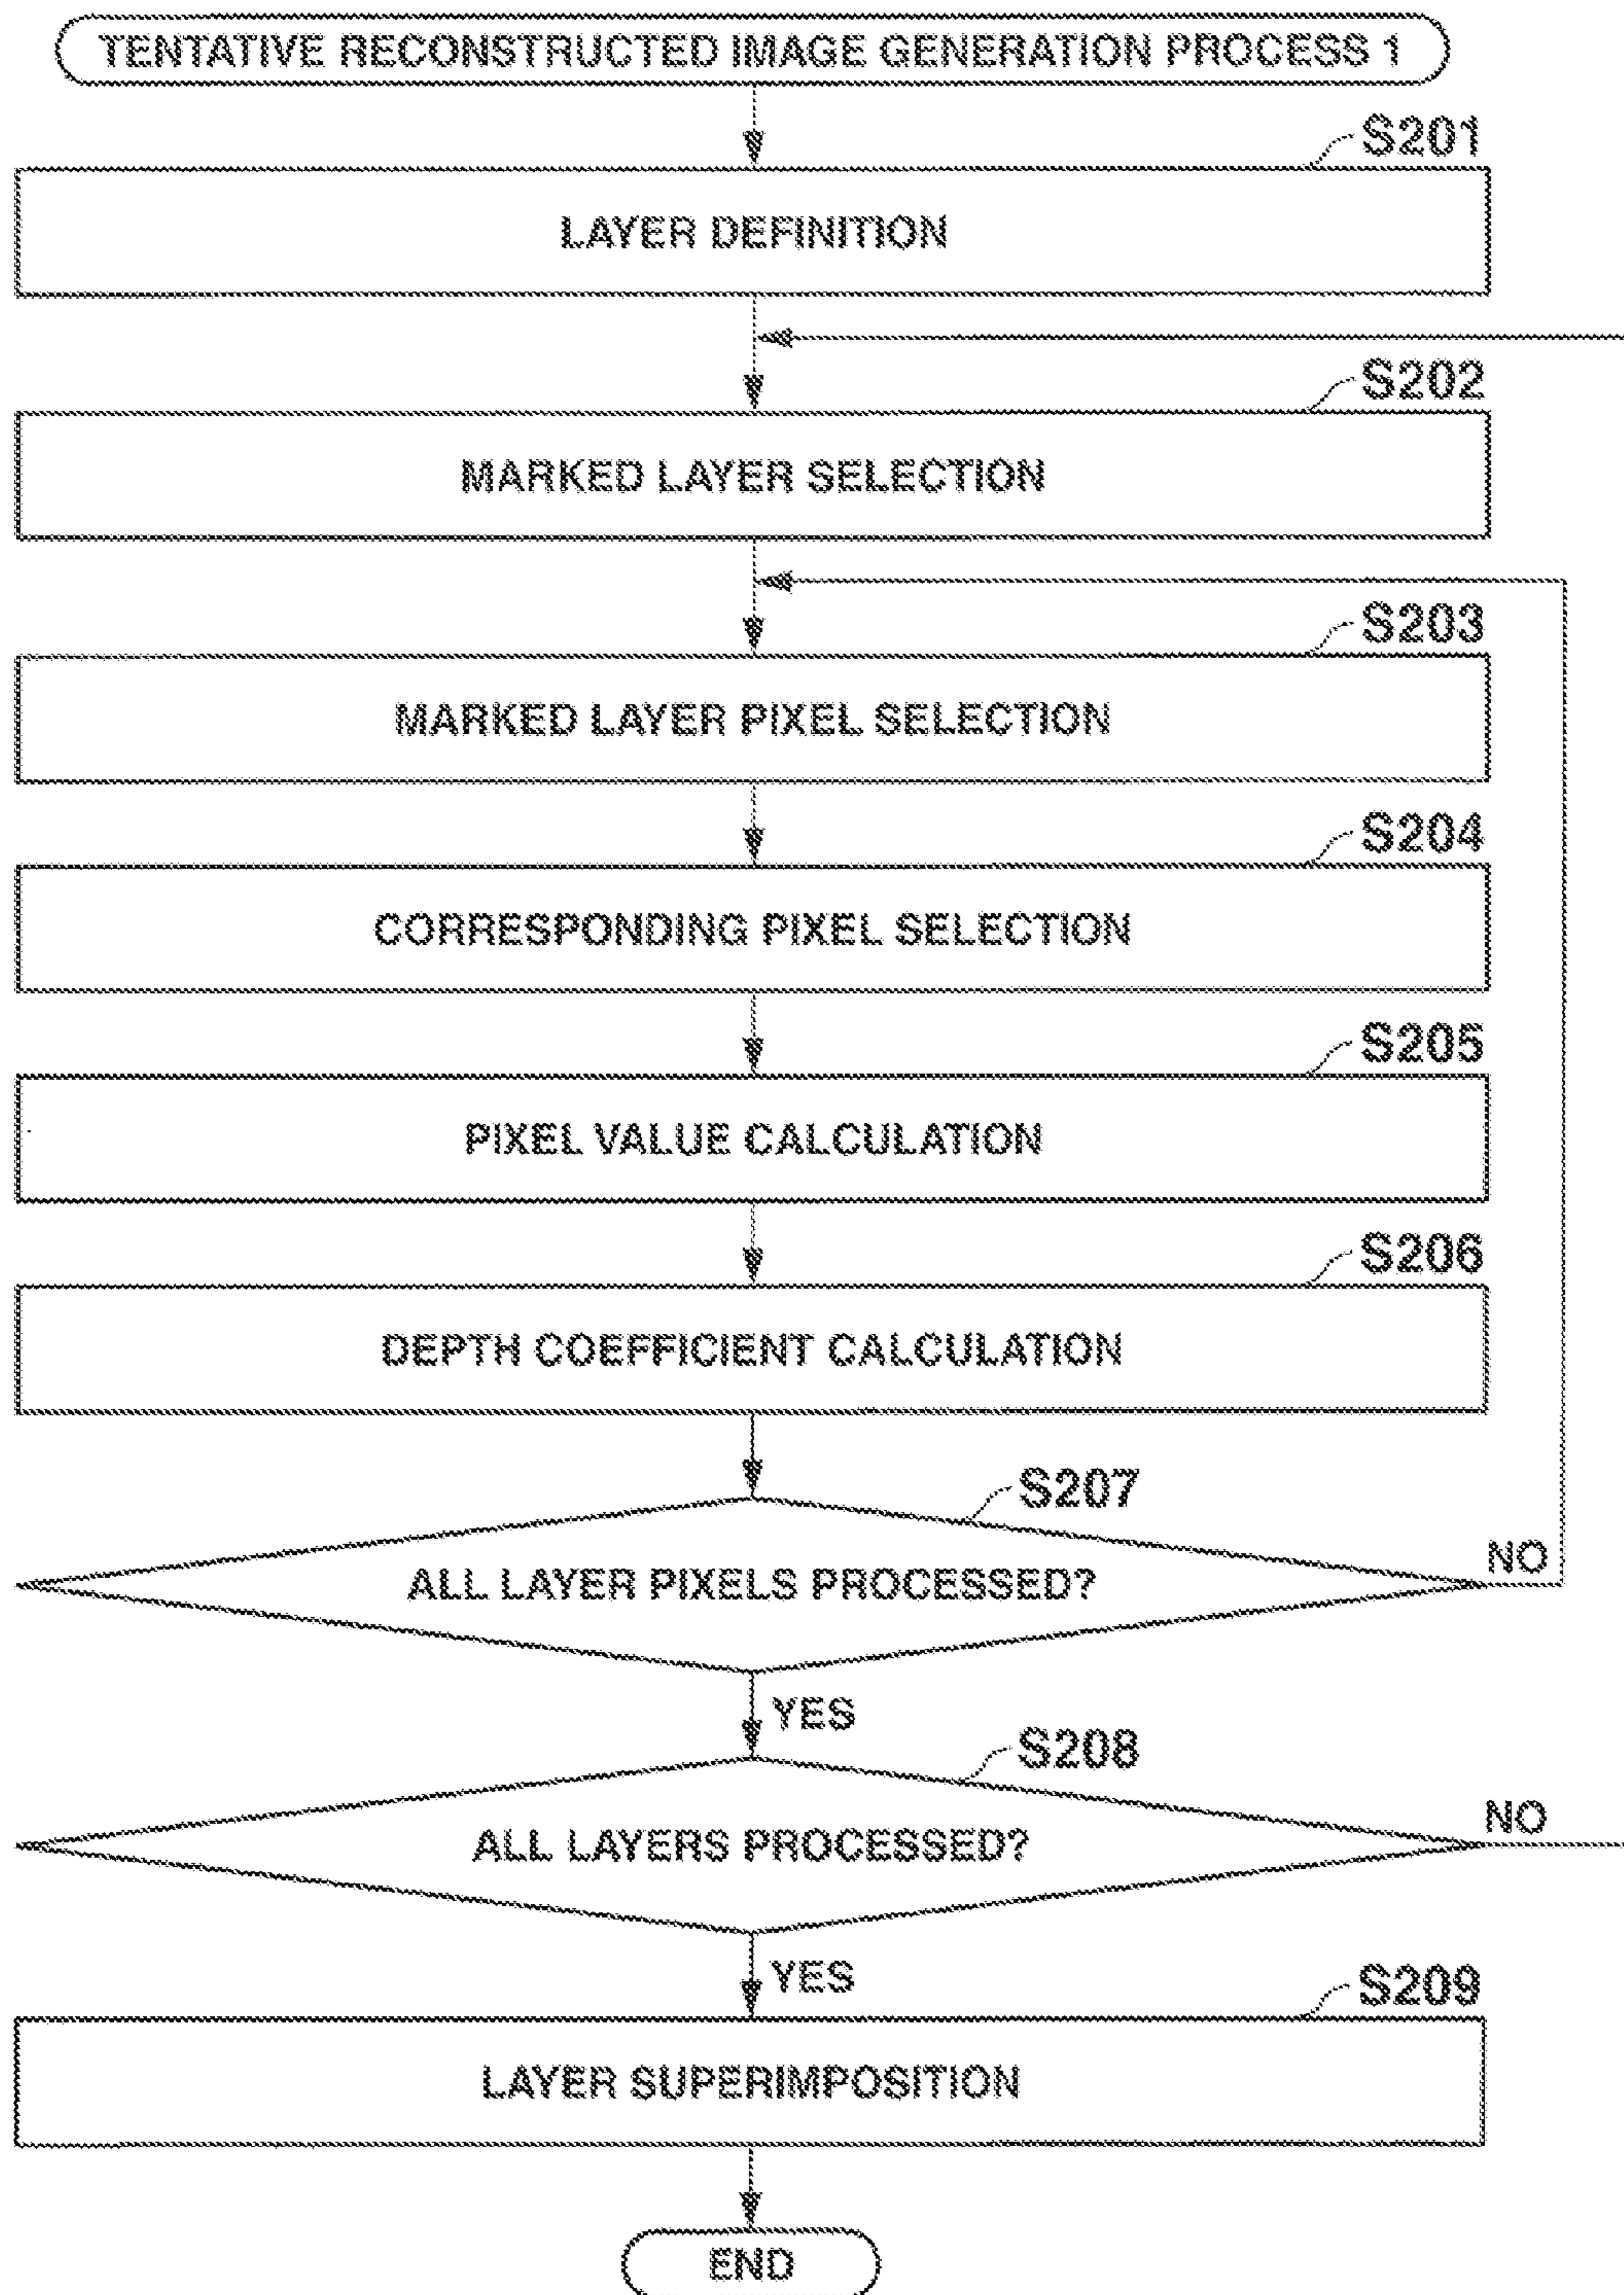 TENTATIVE RECONSTRUCTED IMAGE GENERATION PROCESS 1
S201
LAYER DEFINITION
S202
MARKED LAYER SELECTION
S203
MARKED LAYER PIXEL SELECTION
S204
CORRESPONDING PIXEL SELECTION
S205
PIXEL VALUE CALCULATION
S206
DEPTH COEFFICIENT CALCULATION
S207
ALL LAYER PIXELS PROCESSED?
NO
YES
S208
ALL LAYERS PROCESSED?
NO
YES
S209
LAYER SUPERIMPOSITION
END